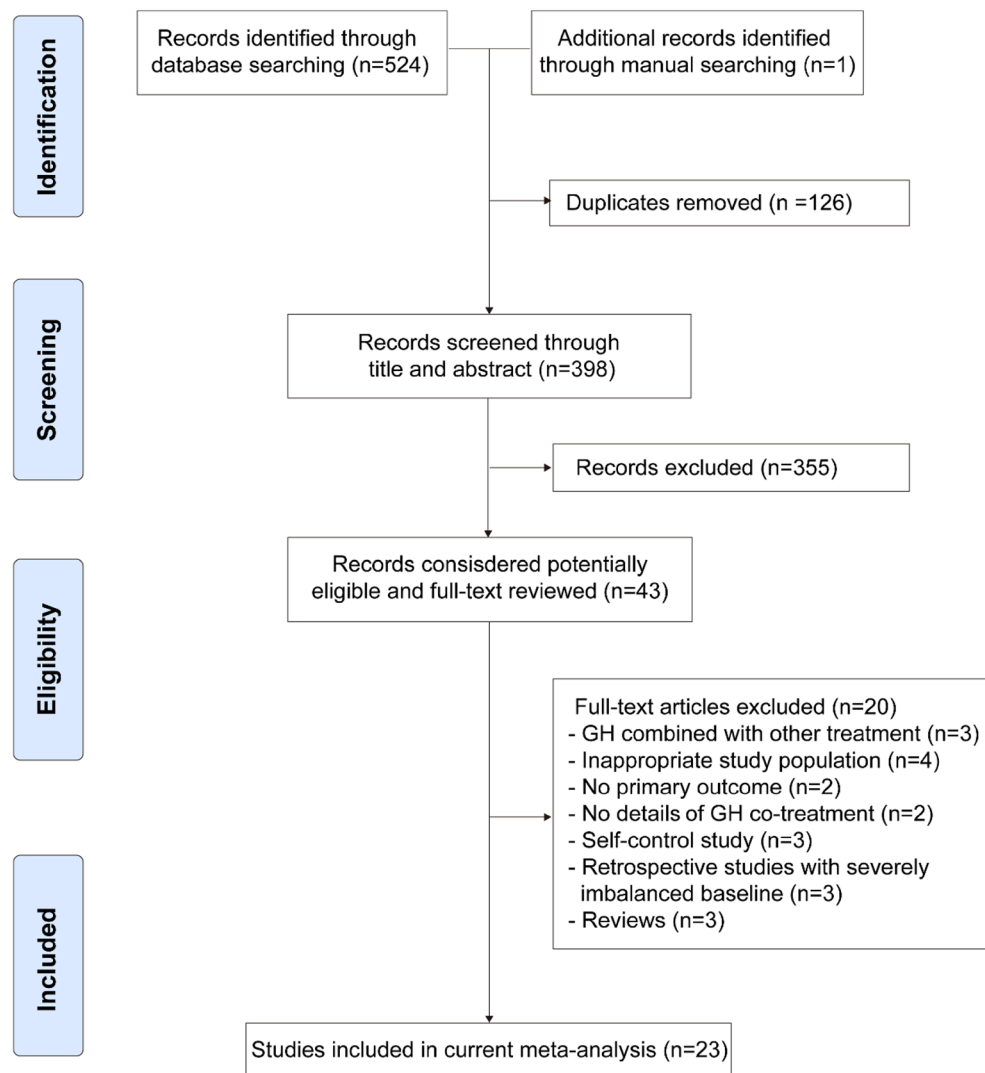 Identification
Records identified through
database searching (n=524)
Additional records identified
through manual searching (n=1)
Duplicates removed (n =126)
Screening
Records screened through
title and abstract (n=398)
Records excluded (n=355)
Eligibility
Records consisdered potentially
eligible and full-text reviewed (n=43)
Full-text articles excluded (n=20)
- GH combined with other treatment (n=3)
- Inappropriate study population (n=4)
- No primary outcome (n=2)
- No details of GH co-treatment (n=2)
- Self-control study (n=3)
- Retrospective studies with severely
imbalanced baseline (n=3)
- Reviews (n=3)
Included
Studies included in current meta-analysis (n=23)